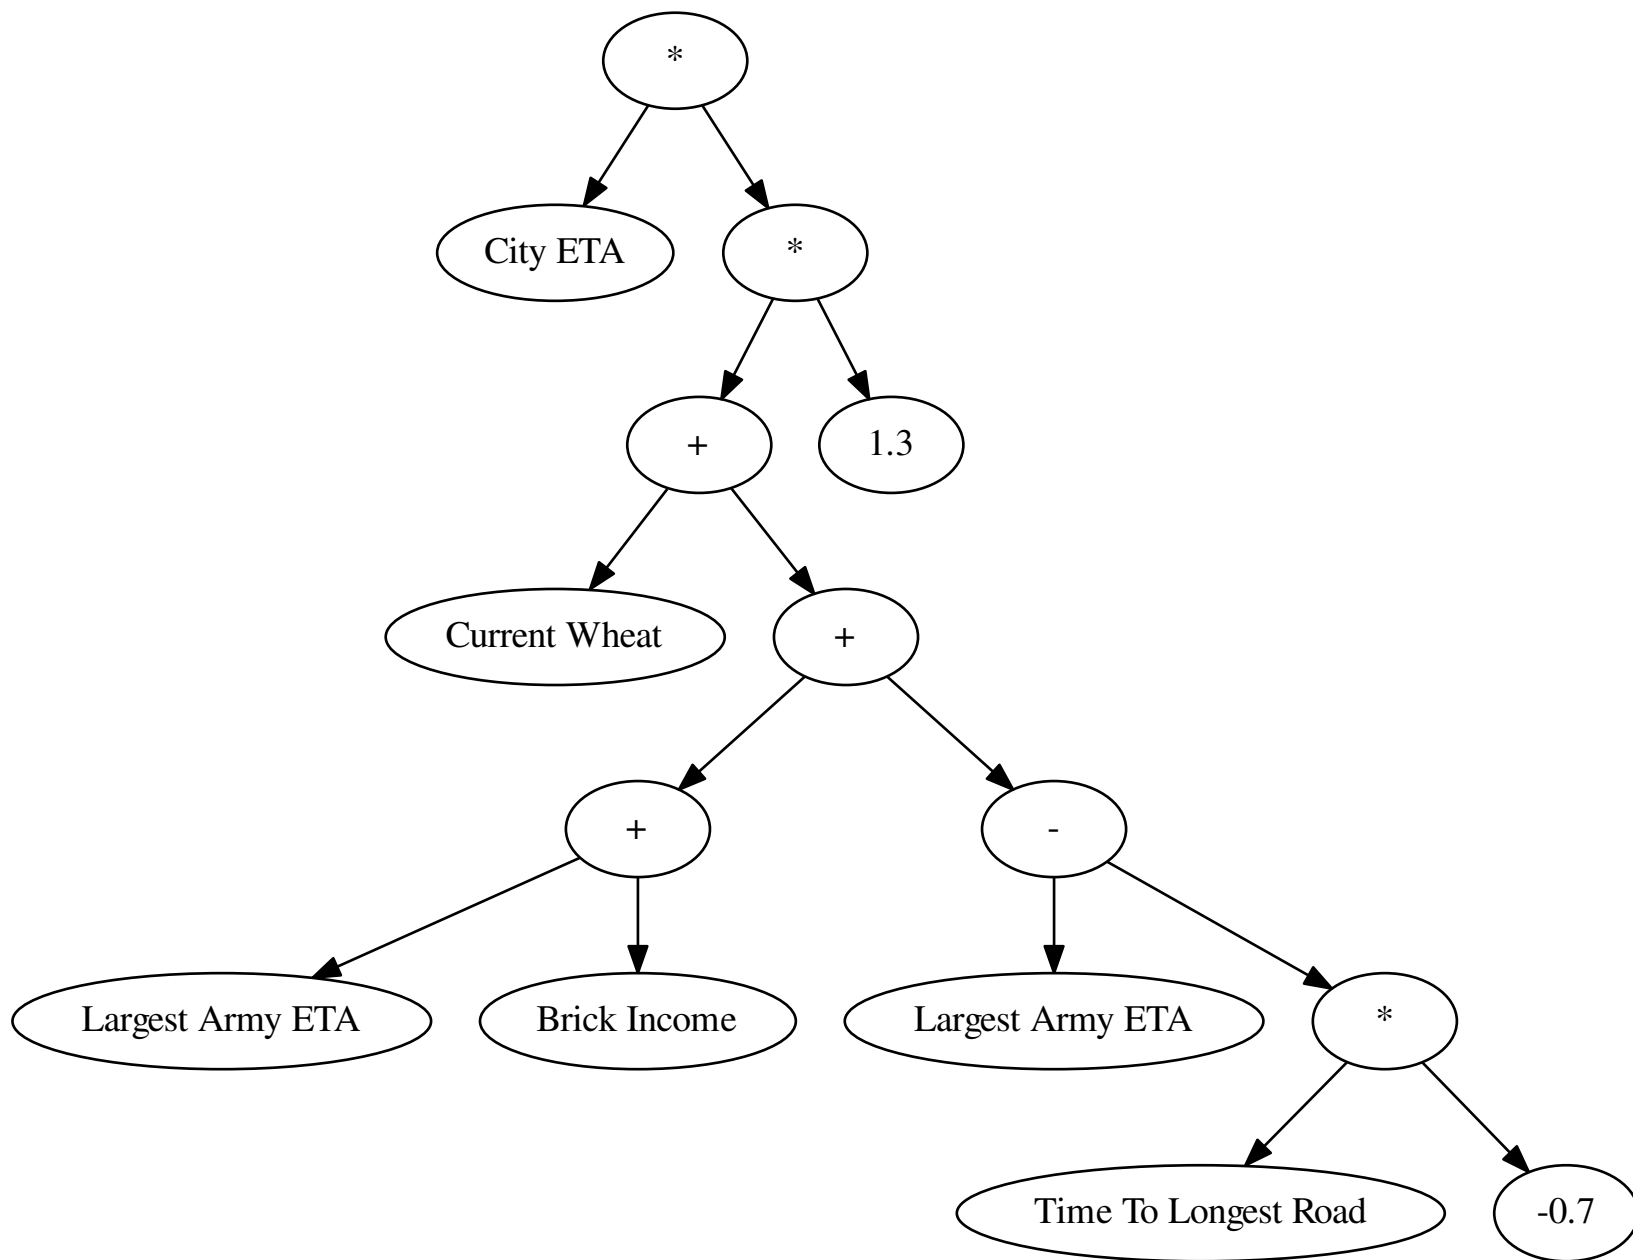 *
City ETA
*
+
1.3
Current Wheat
+
+
-
Largest Army ETA
Brick Income
Largest Army ETA
*
Time To Longest Road
-0.7